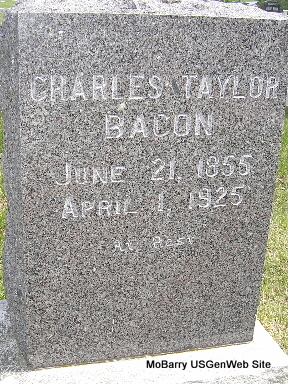 CHARLES TAYLOR
BACON
JUNE 21, 1855
APRIL 1, 1925
At Rest
MoBarry USGenWeb Site